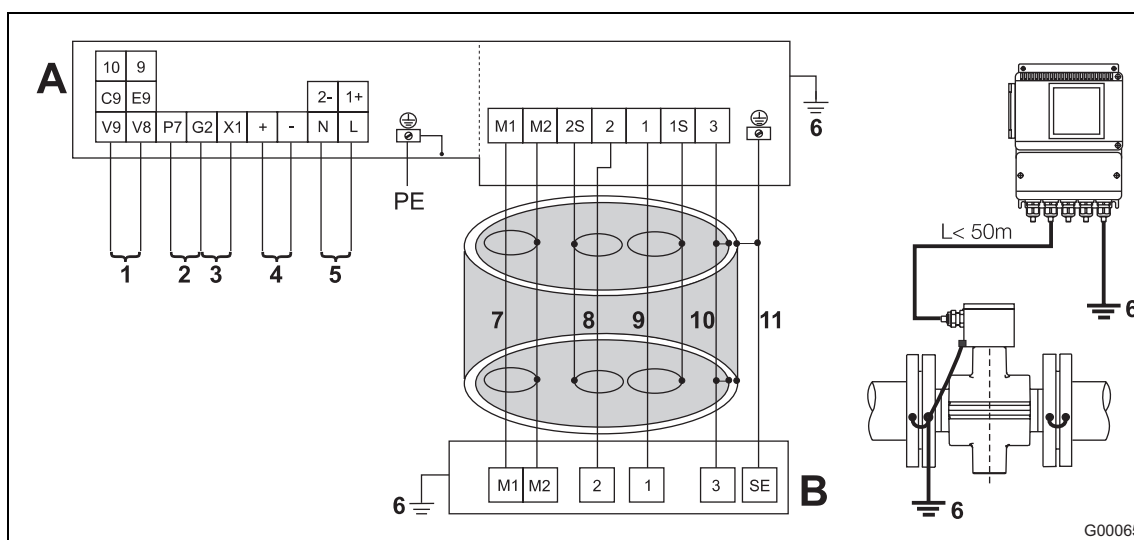 A
10 9
C9 E9 2- 1+
V9 V8 P7 G2 X1 + - N L
M1 M2 2S 2 1 1S 3
6
PE
1 2 3 4 5
7 8 9 10 11
M1 M2 2 1 3 SE
B
6
L< 50m
6
6
G00065